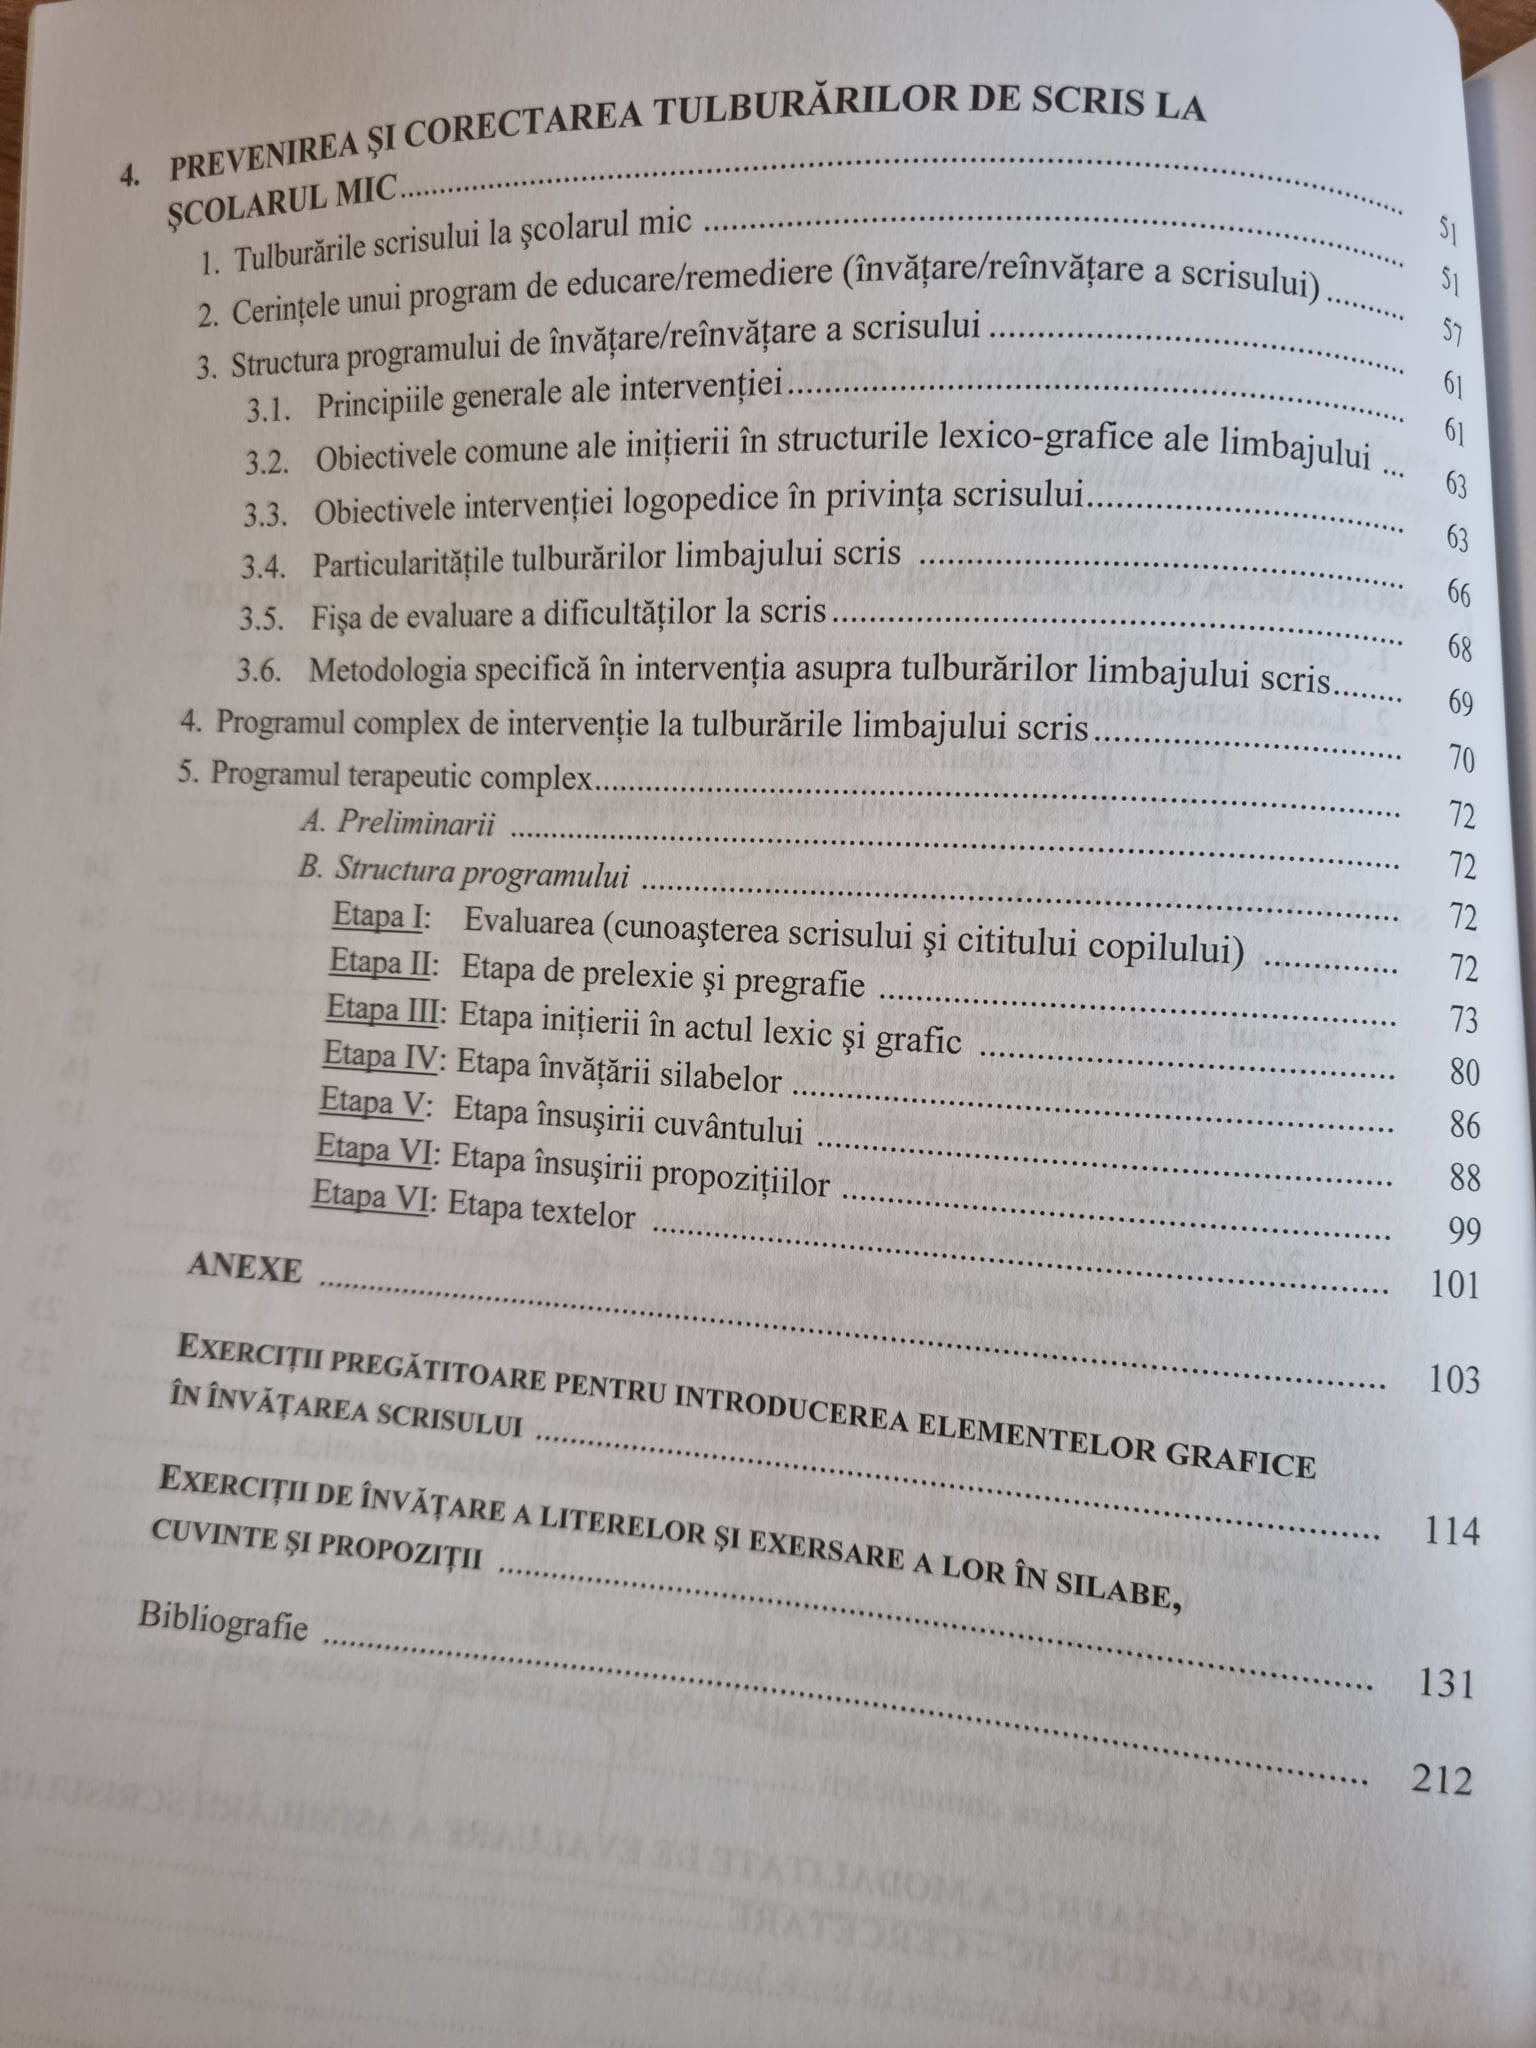 4. PREVENIREA ŞI CORECTAREA TULBURĂRILOR DE SCRIS LA
ŞCOLARUL MIC ........ 51
1. Tulburările scrisului la şcolarul mic ........ 51
2. Cerinţele unui program de educare/remediere (învăţare/reînvăţare a scrisului) ........ 57
3. Structura programului de învăţare/reînvăţare a scrisului ........ 61
3.1. Principiile generale ale intervenţiei ........ 61
3.2. Obiectivele comune ale iniţierii în structurile lexico-grafice ale limbajului ... 63
3.3. Obiectivele intervenţiei logopedice în privinţa scrisului ........ 63
3.4. Particularităţile tulburărilor limbajului scris ........ 66
3.5. Fişa de evaluare a dificultăţilor la scris ........ 68
3.6. Metodologia specifică în intervenţia asupra tulburărilor limbajului scris ........ 69
4. Programul complex de intervenţie la tulburările limbajului scris ........ 70
5. Programul terapeutic complex ........ 72
A. Preliminarii ........ 72
B. Structura programului ........ 72
Etapa I: Evaluarea (cunoaşterea scrisului şi cititului copilului) ........ 72
Etapa II: Etapa de prelexie şi pregrafie ........ 73
Etapa III: Etapa iniţierii în actul lexic şi grafic ........ 80
Etapa IV: Etapa învăţării silabelor ........ 86
Etapa V: Etapa însuşirii cuvântului ........ 88
Etapa VI: Etapa însuşirii propoziţiilor ........ 99
Etapa VI: Etapa textelor ........ 101
ANEXE ........ 103
EXERCIŢII PREGĂTITOARE PENTRU INTRODUCEREA ELEMENTELOR GRAFICE
ÎN ÎNVĂŢAREA SCRISULUI ........ 114
EXERCIŢII DE ÎNVĂŢARE A LITERELOR ŞI EXERSARE A LOR ÎN SILABE,
CUVINTE ŞI PROPOZIŢII ........ 131
Bibliografie ........ 212